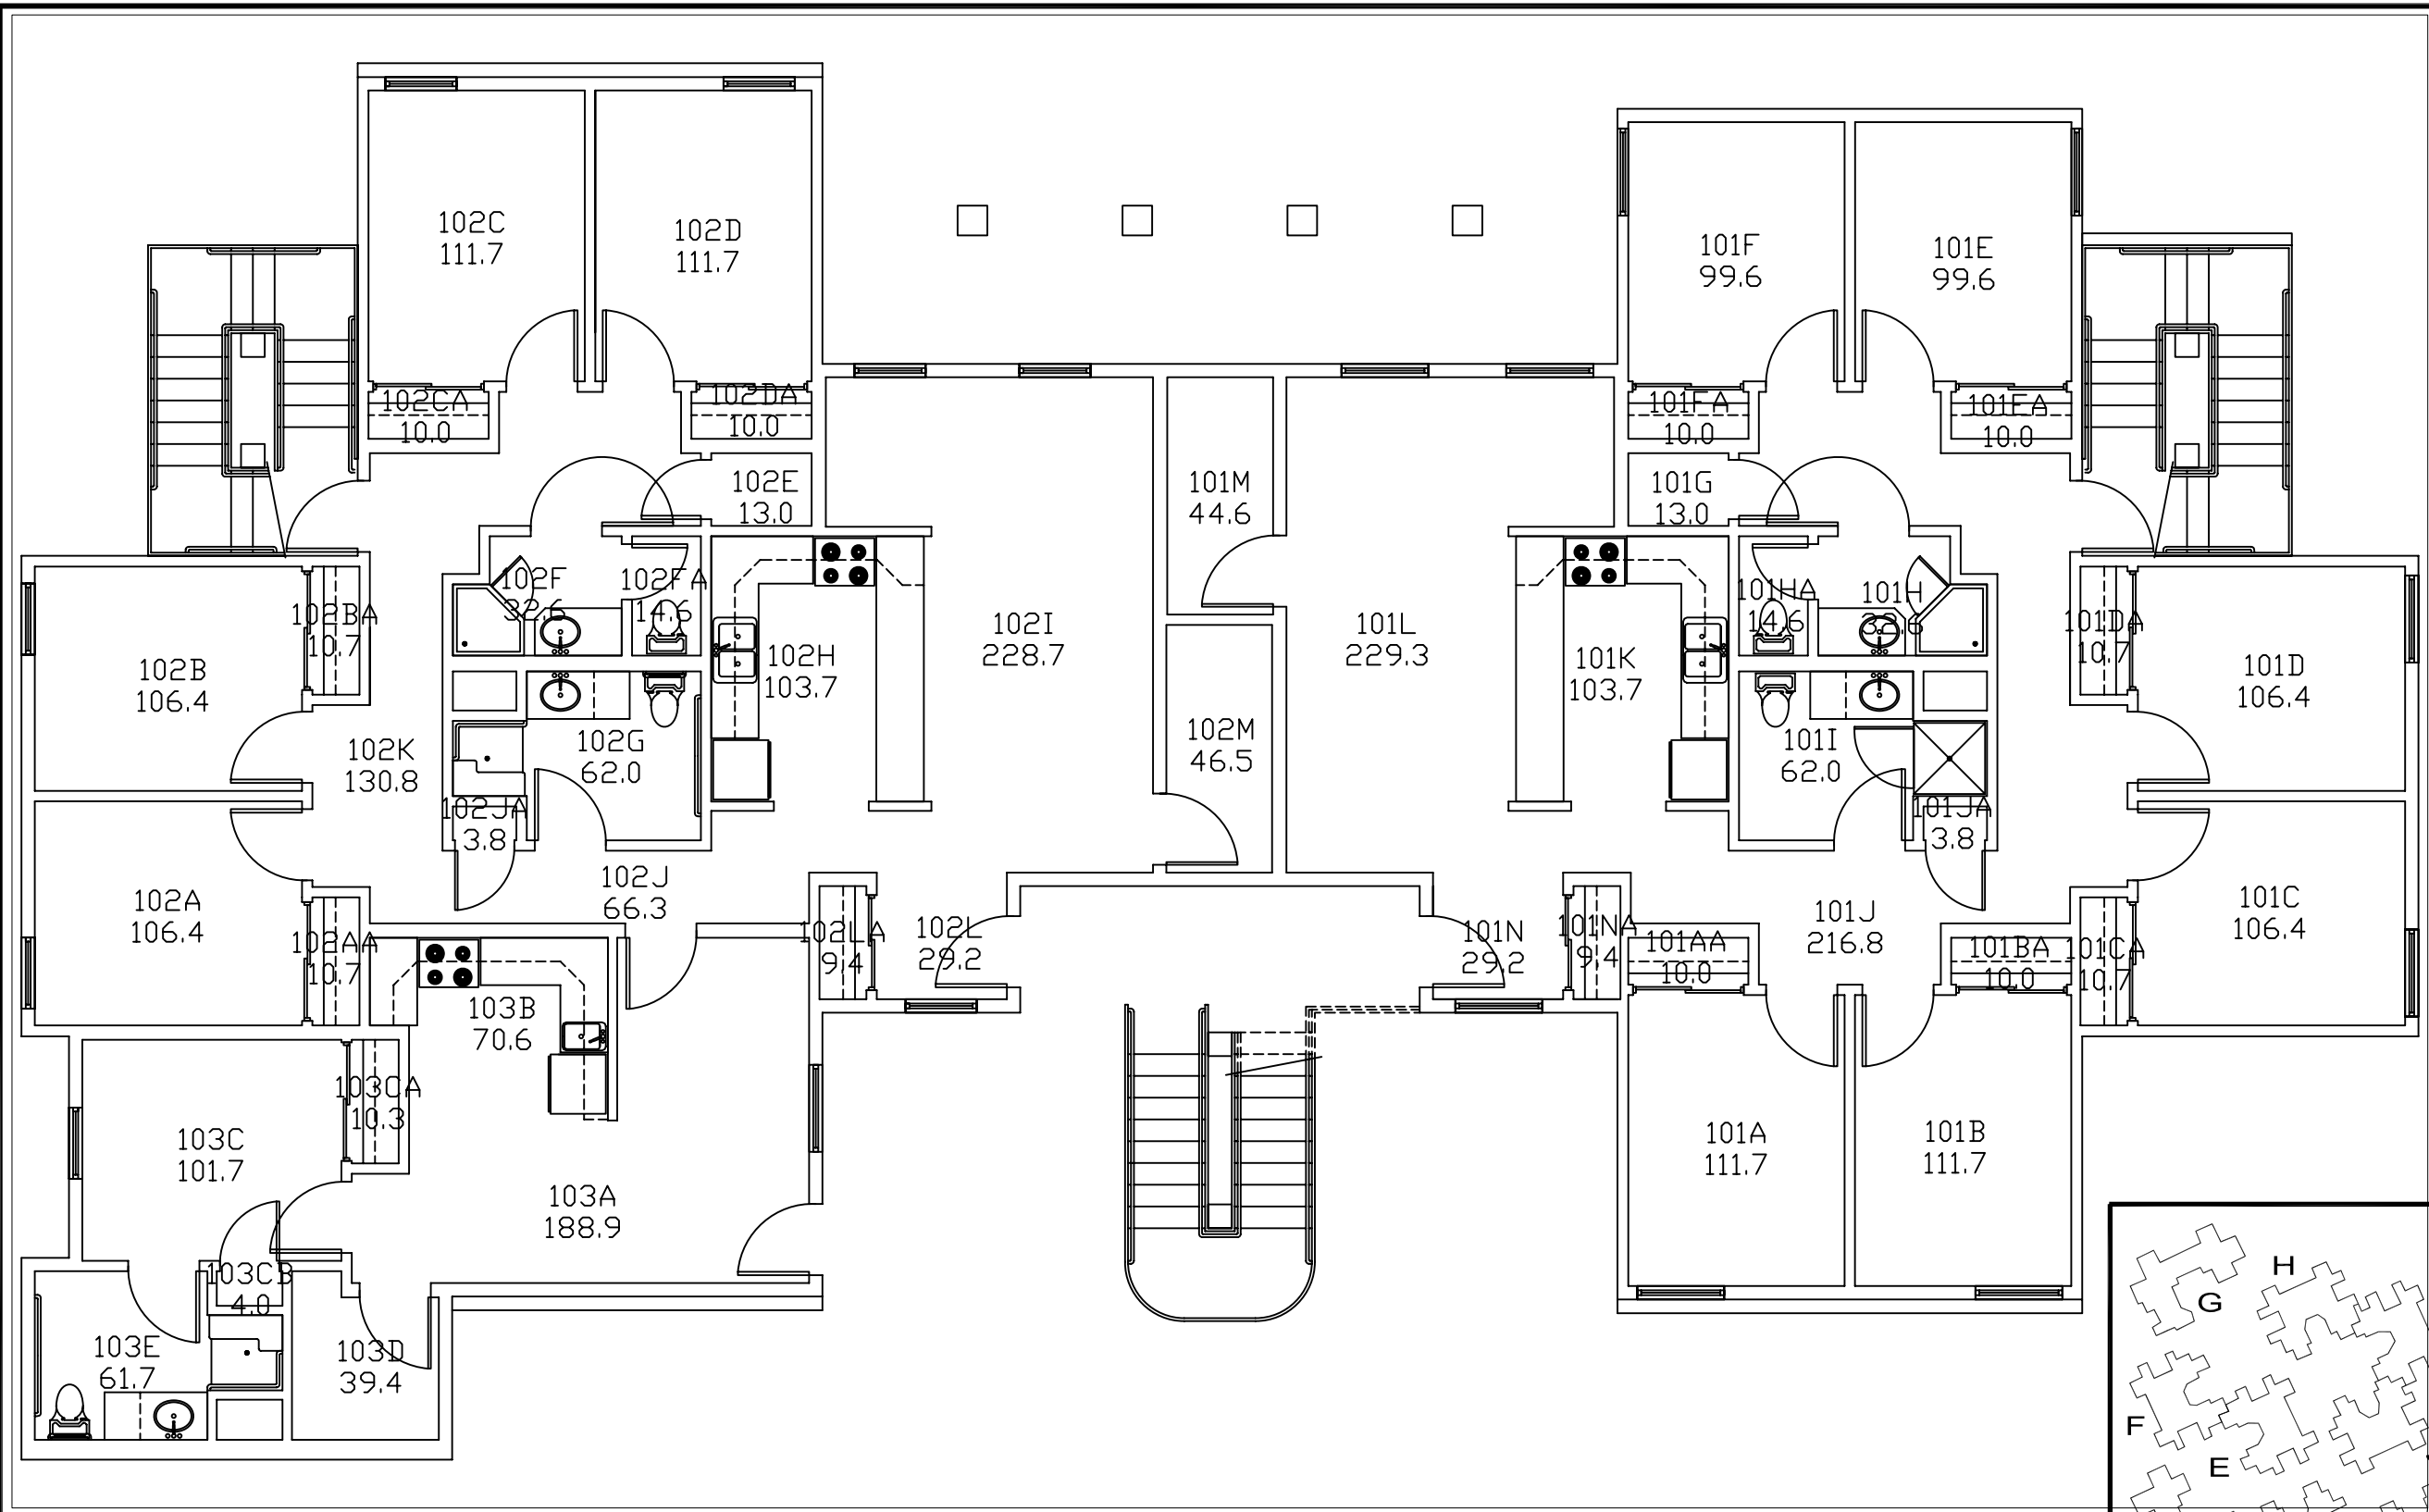 102C
111.7
102D
111.7
101F
99.6
101E
99.6
102CA
10.0
102DA
10.0
101FA
10.0
101EA
10.0
102E
13.0
101M
44.6
101G
13.0
102F
32.6
102FA
14.6
101HA
14.6
101H
32.6
102BA
10.7
102I
228.7
101L
229.3
101DA
10.7
102B
106.4
102H
103.7
101K
103.7
101D
106.4
102K
130.8
102G
62.0
102M
46.5
101I
62.0
102JA
3.8
101JA
3.8
102A
106.4
102J
66.3
101J
216.8
101C
106.4
102AA
10.7
102LA
9.4
102L
29.2
101N
29.2
101NA
9.4
101AA
10.0
101BA
10.0
101CA
10.7
103B
70.6
103CA
10.3
103C
101.7
103A
188.9
101A
111.7
101B
111.7
103CB
4.0
103E
61.7
103D
39.4
H
G
F
E